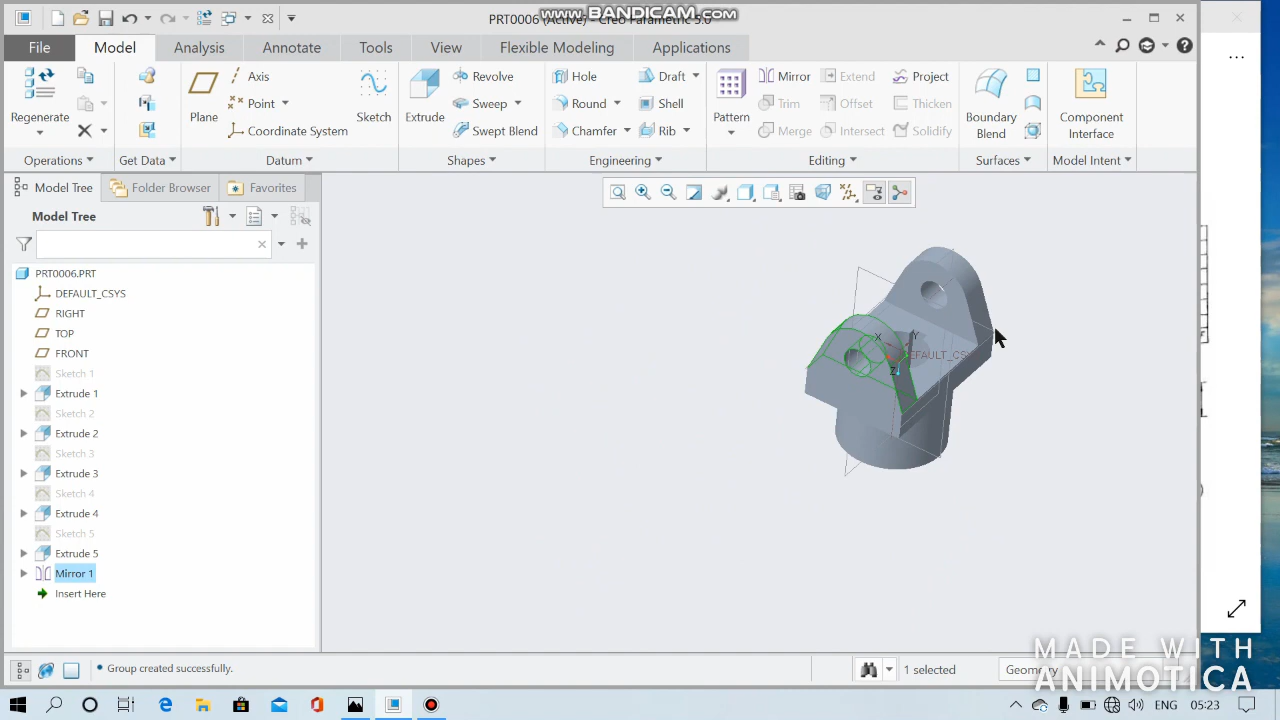 PRT0006 (Active) - Creo Parametric 5.0
www.BANDICAM.com
File Model Analysis Annotate Tools View Flexible Modeling Applications
Regenerate
Operations
Get Data
Plane
Axis
Point
Coordinate System
Sketch
Datum
Extrude
Revolve
Sweep
Swept Blend
Shapes
Hole
Round
Chamfer
Draft
Shell
Rib
Engineering
Pattern
Mirror
Trim
Merge
Extend
Offset
Intersect
Project
Thicken
Solidify
Editing
Boundary
Blend
Surfaces
Component
Interface
Model Intent
Model Tree Folder Browser Favorites
Model Tree
PRT0006.PRT
DEFAULT_CSYS
RIGHT
TOP
FRONT
Sketch 1
Extrude 1
Sketch 2
Extrude 2
Sketch 3
Extrude 3
Sketch 4
Extrude 4
Sketch 5
Extrude 5
Mirror 1
Insert Here
X
Y
Z
Group created successfully.
1 selected
Geometry
MADE WITH
ANIMOTICA
ENG 05:23